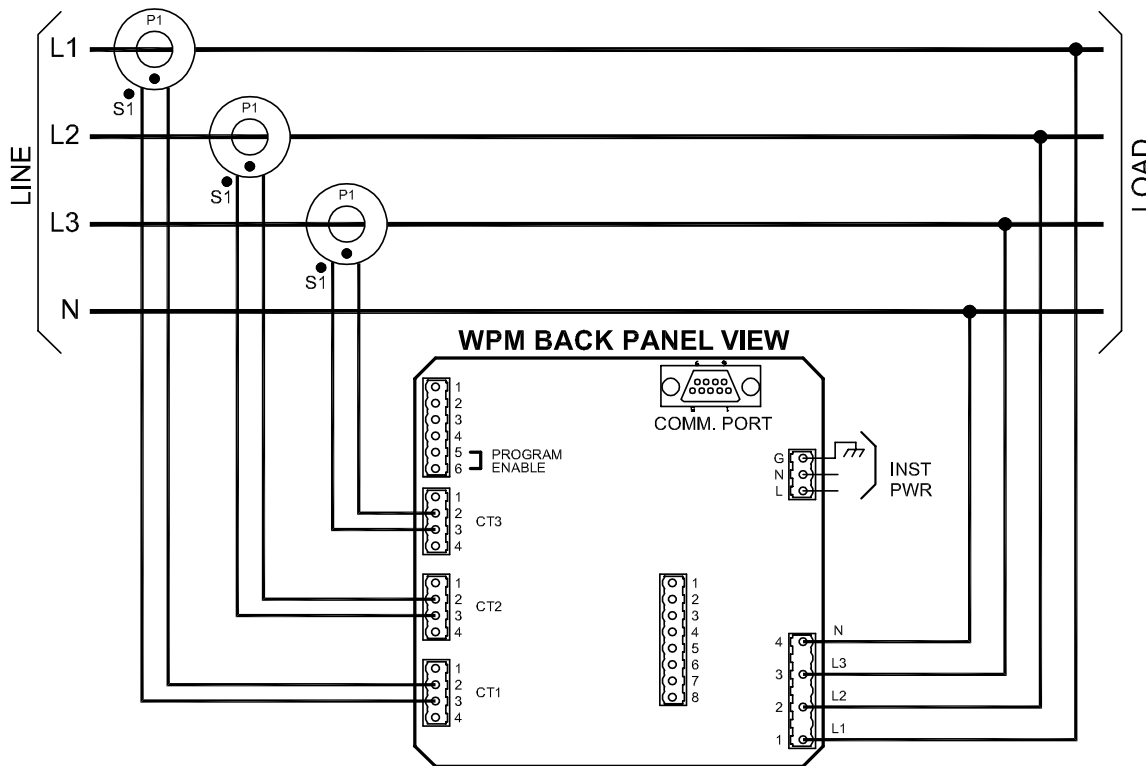 P1
L1
S1
P1
L2
S1
P1
L3
S1
N
LINE
LOAD
WPM BACK PANEL VIEW
COMM. PORT
1
2
3
4
5
6
PROGRAM
ENABLE
G
N
L
INST
PWR
1
2
3
4
CT3
1
2
3
4
CT2
1
2
3
4
CT1
1
2
3
4
5
6
7
8
4
3
2
1
N
L3
L2
L1